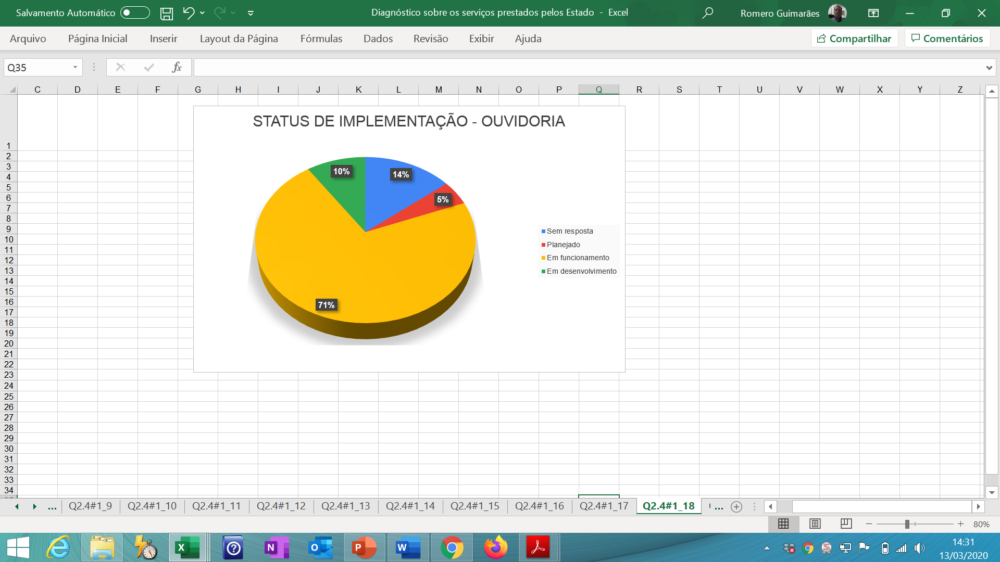 Salvamento Automático
Diagnóstico sobre os serviços prestados pelos Estado - Excel
Romero Guimarães
Arquivo Página Inicial Inserir Layout da Página Fórmulas Dados Revisão Exibir Ajuda
Compartilhar Comentários
Q35
fx
C D E F G H I J K L M N O P Q R S T U V W X Y Z
STATUS DE IMPLEMENTAÇÃO - OUVIDORIA
10%
14%
5%
71%
Sem resposta
Planejado
Em funcionamento
Em desenvolvimento
1
2
3
4
5
6
7
8
9
10
11
12
13
14
15
16
17
18
19
20
21
22
23
24
25
26
27
28
29
30
31
32
33
34
... Q2.4#1_9 Q2.4#1_10 Q2.4#1_11 Q2.4#1_12 Q2.4#1_13 Q2.4#1_14 Q2.4#1_15 Q2.4#1_16 Q2.4#1_17 Q2.4#1_18 ...
80%
14:31
13/03/2020